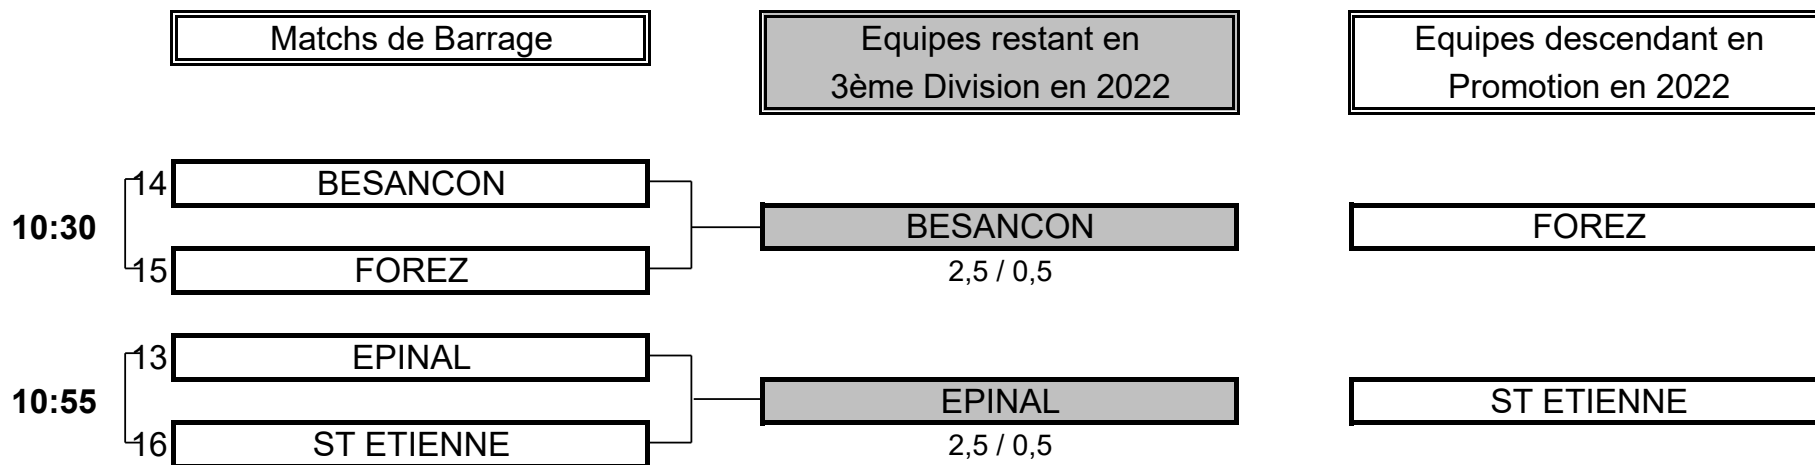 Matchs de Barrage
Equipes restant en
3ème Division en 2022
Equipes descendant en
Promotion en 2022
14 BESANCON
10:30
15 FOREZ
BESANCON
2,5 / 0,5
FOREZ
13 EPINAL
10:55
16 ST ETIENNE
EPINAL
2,5 / 0,5
ST ETIENNE